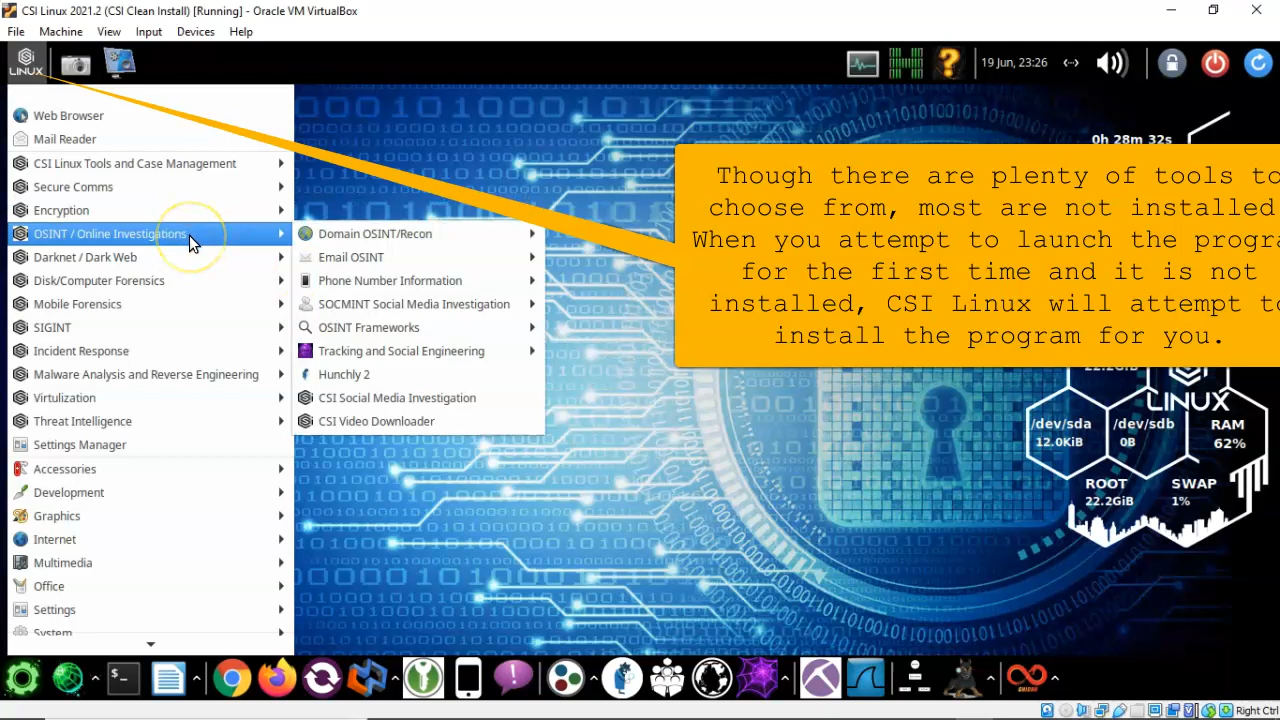 CSI Linux 2021.2 (CSI Clean Install) [Running] - Oracle VM VirtualBox
File Machine View Input Devices Help
LINUX
19 Jun, 23:26
Web Browser
Mail Reader
CSI Linux Tools and Case Management
Secure Comms
Encryption
OSINT / Online Investigations
Darknet / Dark Web
Disk/Computer Forensics
Mobile Forensics
SIGINT
Incident Response
Malware Analysis and Reverse Engineering
Virtulization
Threat Intelligence
Settings Manager
Accessories
Development
Graphics
Internet
Multimedia
Office
Settings
System
Domain OSINT/Recon
Email OSINT
Phone Number Information
SOCMINT Social Media Investigation
OSINT Frameworks
Tracking and Social Engineering
Hunchly 2
CSI Social Media Investigation
CSI Video Downloader
0h 28m 32s
Though there are plenty of tools to
choose from, most are not installed
When you attempt to launch the progra
for the first time and it is not
installed, CSI Linux will attempt to
install the program for you.
22.2GiB
LINUX
/dev/sda
12.0KiB
/dev/sdb
0B
RAM
62%
ROOT
22.2GiB
SWAP
1%
Right Ctrl